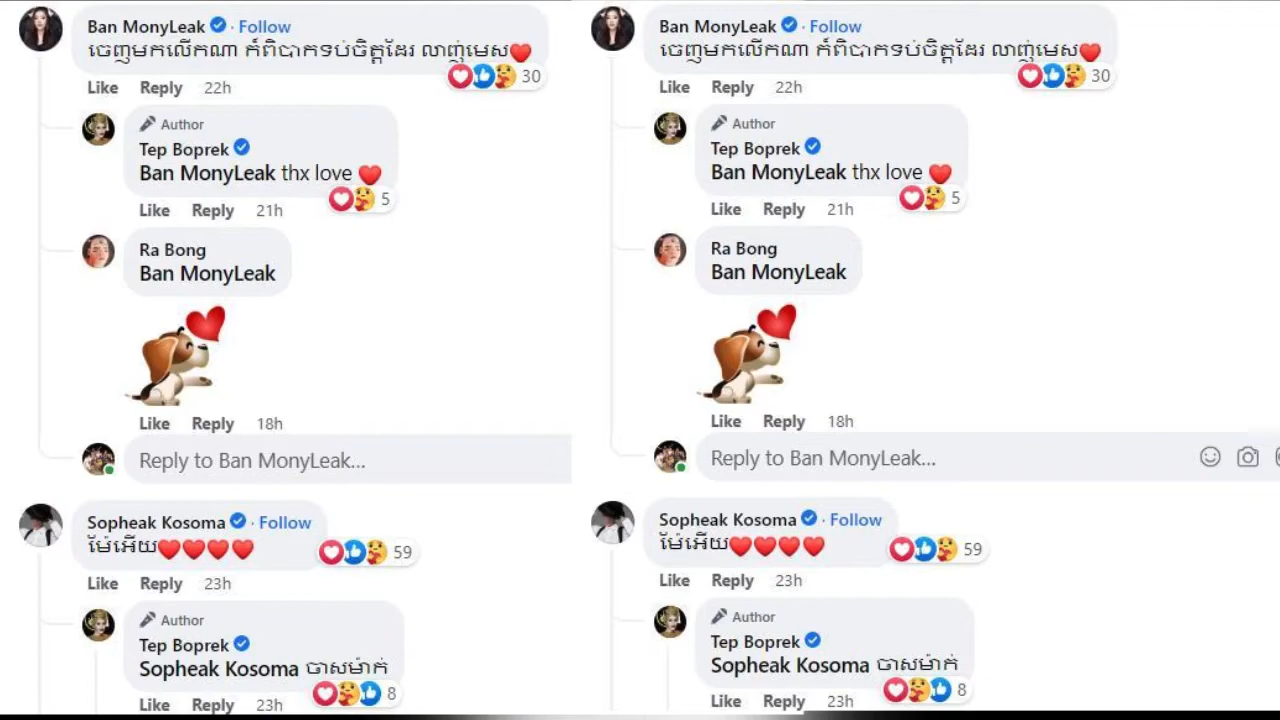 Ban MonyLeak · Follow
ចេញមកលើកណា ក៍ពិបាកទប់ចិត្តដែរ លាញ់មេស❤️
30
Like Reply 22h
Author
Tep Boprek
Ban MonyLeak thx love ❤️
5
Like Reply 21h
Ra Bong
Ban MonyLeak
Like Reply 18h
Reply to Ban MonyLeak...
Sopheak Kosoma · Follow
ម៉ែអើយ❤️❤️❤️❤️
59
Like Reply 23h
Author
Tep Boprek
Sopheak Kosoma ចាសម៉ាក់
8
Like Reply 23h
Ban MonyLeak · Follow
ចេញមកលើកណា ក៍ពិបាកទប់ចិត្តដែរ លាញ់មេស❤️
30
Like Reply 22h
Author
Tep Boprek
Ban MonyLeak thx love ❤️
5
Like Reply 21h
Ra Bong
Ban MonyLeak
Like Reply 18h
Reply to Ban MonyLeak...
Sopheak Kosoma · Follow
ម៉ែអើយ❤️❤️❤️❤️
59
Like Reply 23h
Author
Tep Boprek
Sopheak Kosoma ចាសម៉ាក់
8
Like Reply 23h